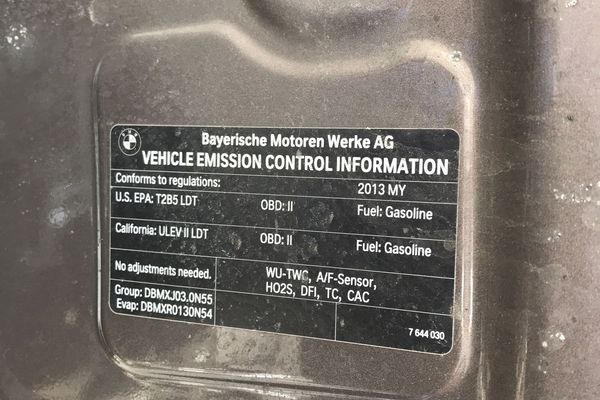 BMW
Bayerische Motoren Werke AG
VEHICLE EMISSION CONTROL INFORMATION
Conforms to regulations: 2013 MY
U.S. EPA: T2B5 LDT OBD: II Fuel: Gasoline
California: ULEV II LDT OBD: II Fuel: Gasoline
No adjustments needed. WU-TWC, A/F-Sensor,
HO2S, DFI, TC, CAC
Group: DBMXJ03.0N55
Evap: DBMXR0130N54
7 644 030